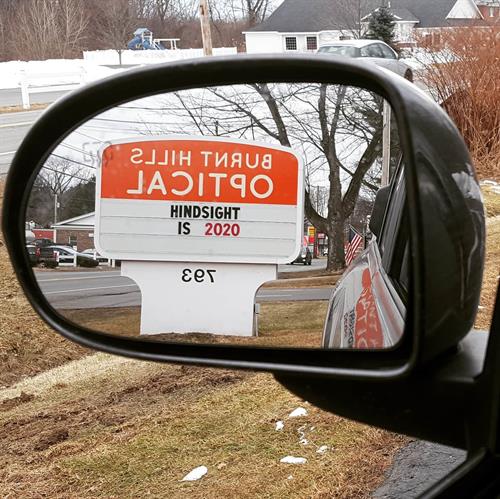 BURNT HILLS
OPTICAL
HINDSIGHT
IS 2020
793